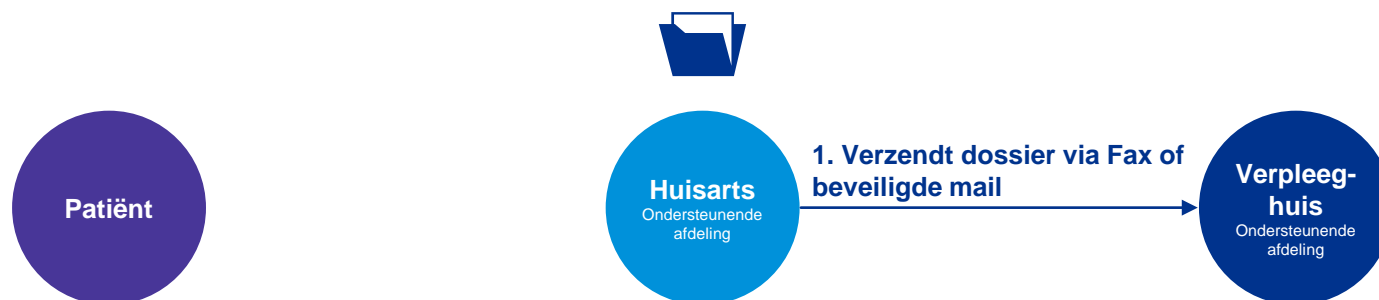 Patiënt
Huisarts
Ondersteunende
afdeling
1. Verzendt dossier via Fax of
beveiligde mail
Verpleeg-
huis
Ondersteunende
afdeling